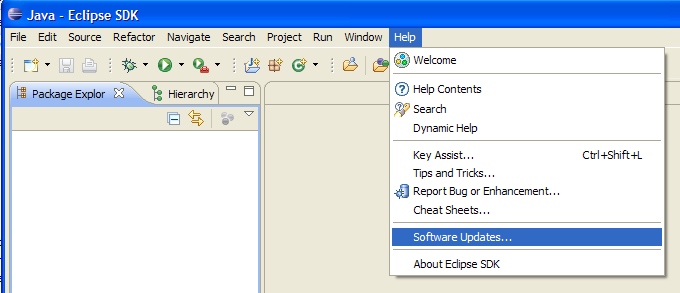 Java - Eclipse SDK
File Edit Source Refactor Navigate Search Project Run Window Help
Package Explor Hierarchy
Welcome
Help Contents
Search
Dynamic Help
Key Assist... Ctrl+Shift+L
Tips and Tricks...
Report Bug or Enhancement...
Cheat Sheets...
Software Updates...
About Eclipse SDK